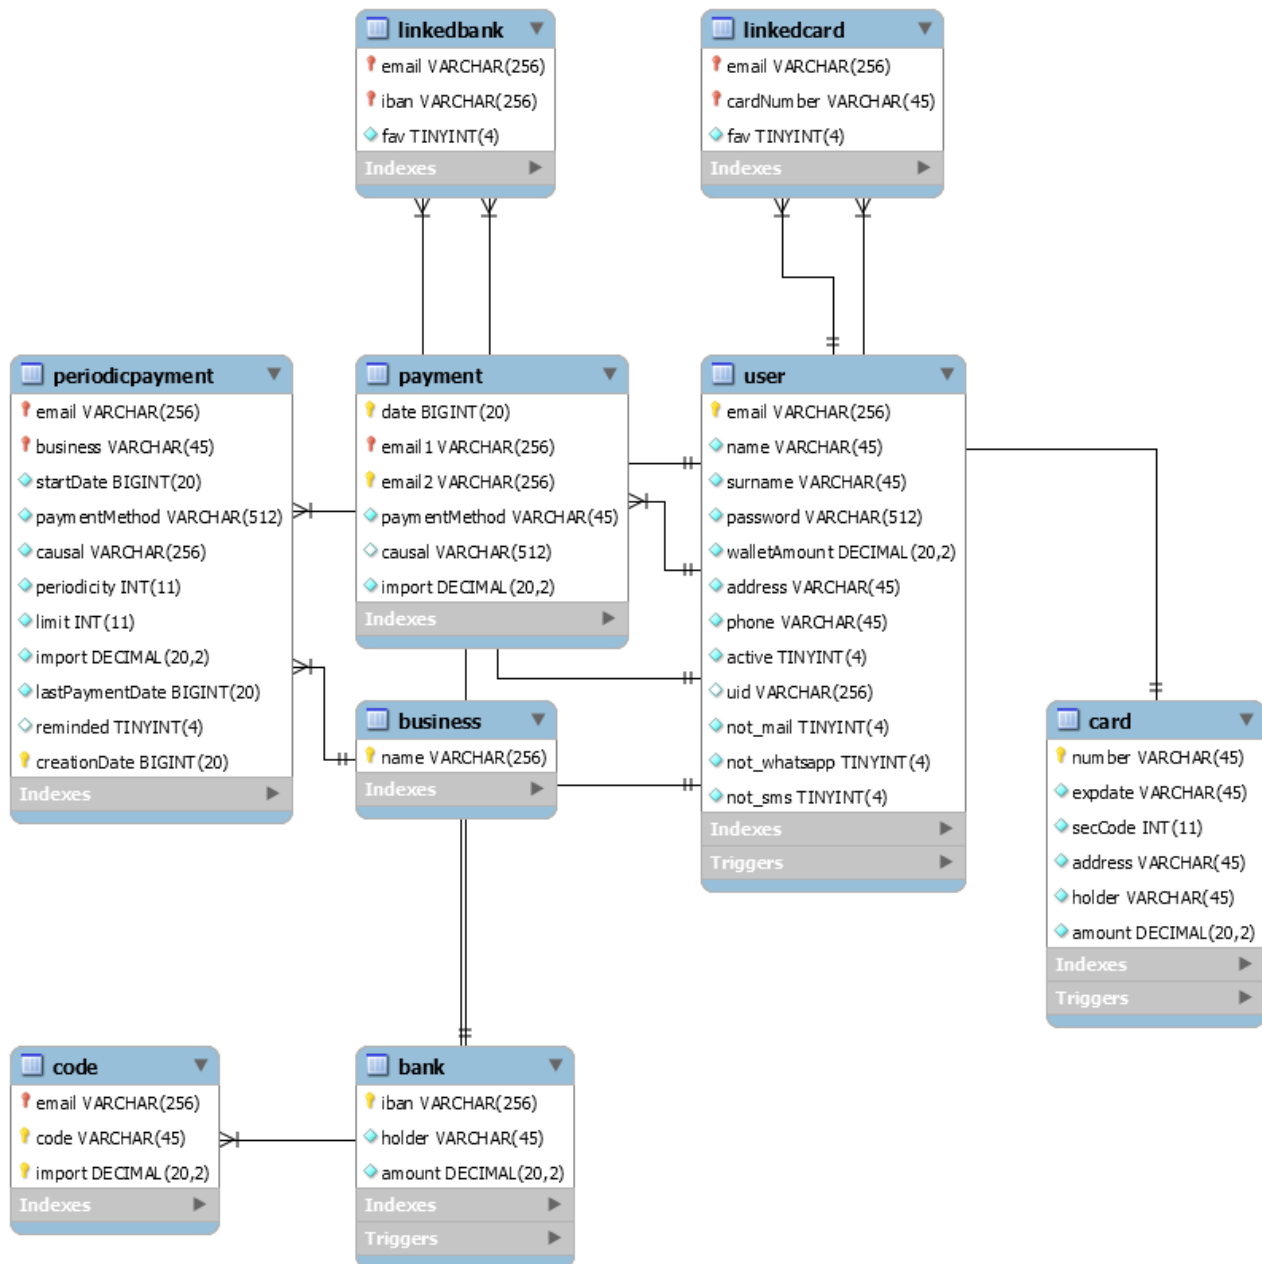 linkedbank
email VARCHAR(256)
iban VARCHAR(256)
fav TINYINT(4)
Indexes
linkedcard
email VARCHAR(256)
cardNumber VARCHAR(45)
fav TINYINT(4)
Indexes
periodicpayment
email VARCHAR(256)
business VARCHAR(45)
startDate BIGINT(20)
paymentMethod VARCHAR(512)
causal VARCHAR(256)
periodicity INT(11)
limit INT(11)
import DECIMAL(20,2)
lastPaymentDate BIGINT(20)
reminded TINYINT(4)
creationDate BIGINT(20)
Indexes
payment
date BIGINT(20)
email1 VARCHAR(256)
email2 VARCHAR(256)
paymentMethod VARCHAR(45)
causal VARCHAR(512)
import DECIMAL(20,2)
Indexes
user
email VARCHAR(256)
name VARCHAR(45)
surname VARCHAR(45)
password VARCHAR(512)
walletAmount DECIMAL(20,2)
address VARCHAR(45)
phone VARCHAR(45)
active TINYINT(4)
uid VARCHAR(256)
not_mail TINYINT(4)
not_whatsapp TINYINT(4)
not_sms TINYINT(4)
Indexes
Triggers
business
name VARCHAR(256)
Indexes
card
number VARCHAR(45)
expdate VARCHAR(45)
secCode INT(11)
address VARCHAR(45)
holder VARCHAR(45)
amount DECIMAL(20,2)
Indexes
Triggers
code
email VARCHAR(256)
code VARCHAR(45)
import DECIMAL(20,2)
Indexes
bank
iban VARCHAR(256)
holder VARCHAR(45)
amount DECIMAL(20,2)
Indexes
Triggers